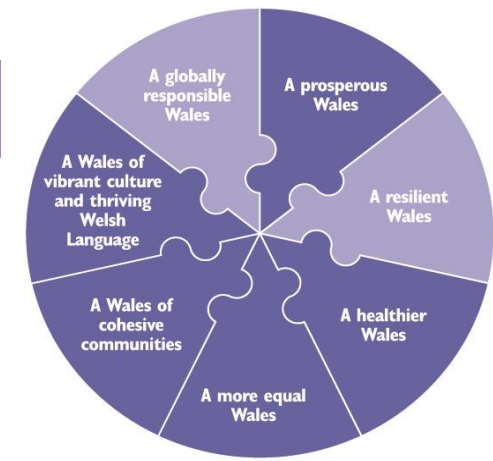 A prosperous
Wales
A resilient
Wales
A healthier
Wales
A more equal
Wales
A Wales of
cohesive
communities
A Wales of
vibrant culture
and thriving
Welsh
Language
A globally
responsible
Wales